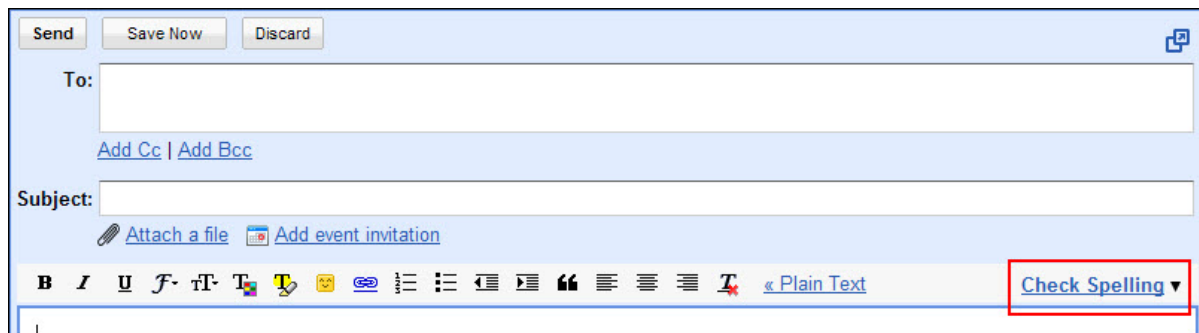 Send Save Now Discard
To:
Add Cc | Add Bcc
Subject:
Attach a file Add event invitation
B I U F- TT- T T T « Plain Text Check Spelling ▼